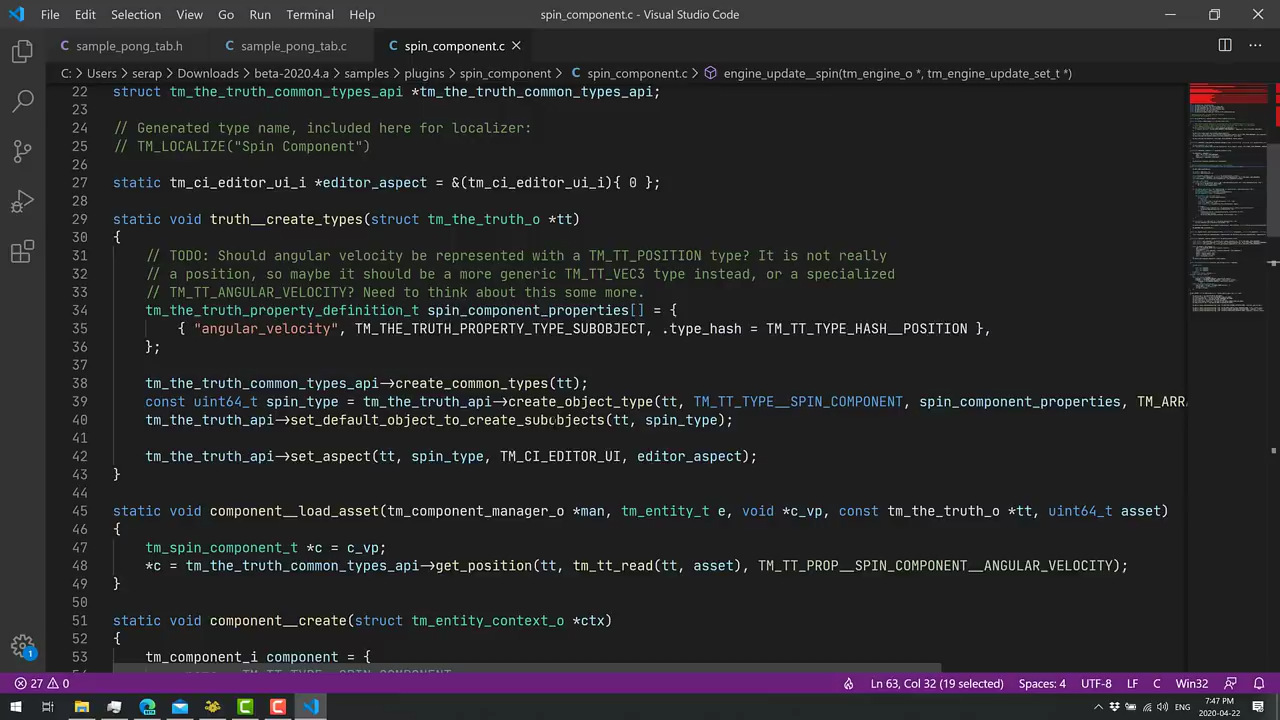 File Edit Selection View Go Run Terminal Help spin_component.c - Visual Studio Code
C sample_pong_tab.h C sample_pong_tab.c C spin_component.c
C: > Users > serap > Downloads > beta-2020.4.a > samples > plugins > spin_component > C spin_component.c > engine_update__spin(tm_engine_o *, tm_engine_update_set_t *)
22 struct tm_the_truth_common_types_api *tm_the_truth_common_types_api;
23
24 // Generated type name, included here for localizer:
25 // TM_LOCALIZE("Spin Component")
26
27 static tm_ci_editor_ui_i *editor_aspect = &(tm_ci_editor_ui_i){ 0 };
28
29 static void truth__create_types(struct tm_the_truth_o *tt)
30 {
31 // TODO: Should angular velocity be represented with a TM_TT_POSITION type? It's not really
32 // a position, so maybe it should be a more generic TM_TT_VEC3 type instead? Or a specialized
33 // TM_TT_ANGULAR_VELOCITY? Need to think about this some more.
34 tm_the_truth_property_definition_t spin_component_properties[] = {
35 { "angular_velocity", TM_THE_TRUTH_PROPERTY_TYPE_SUBOBJECT, .type_hash = TM_TT_TYPE_HASH__POSITION },
36 };
37
38 tm_the_truth_common_types_api->create_common_types(tt);
39 const uint64_t spin_type = tm_the_truth_api->create_object_type(tt, TM_TT_TYPE__SPIN_COMPONENT, spin_component_properties, TM_ARRA
40 tm_the_truth_api->set_default_object_to_create_subobjects(tt, spin_type);
41
42 tm_the_truth_api->set_aspect(tt, spin_type, TM_CI_EDITOR_UI, editor_aspect);
43 }
44
45 static void component__load_asset(tm_component_manager_o *man, tm_entity_t e, void *c_vp, const tm_the_truth_o *tt, uint64_t asset)
46 {
47 tm_spin_component_t *c = c_vp;
48 *c = tm_the_truth_common_types_api->get_position(tt, tm_tt_read(tt, asset), TM_TT_PROP__SPIN_COMPONENT__ANGULAR_VELOCITY);
49 }
50
51 static void component__create(struct tm_entity_context_o *ctx)
52 {
53 tm_component_i component = {
1
27 0 Ln 63, Col 32 (19 selected) Spaces: 4 UTF-8 LF C Win32
ENG 7:47 PM
2020-04-22